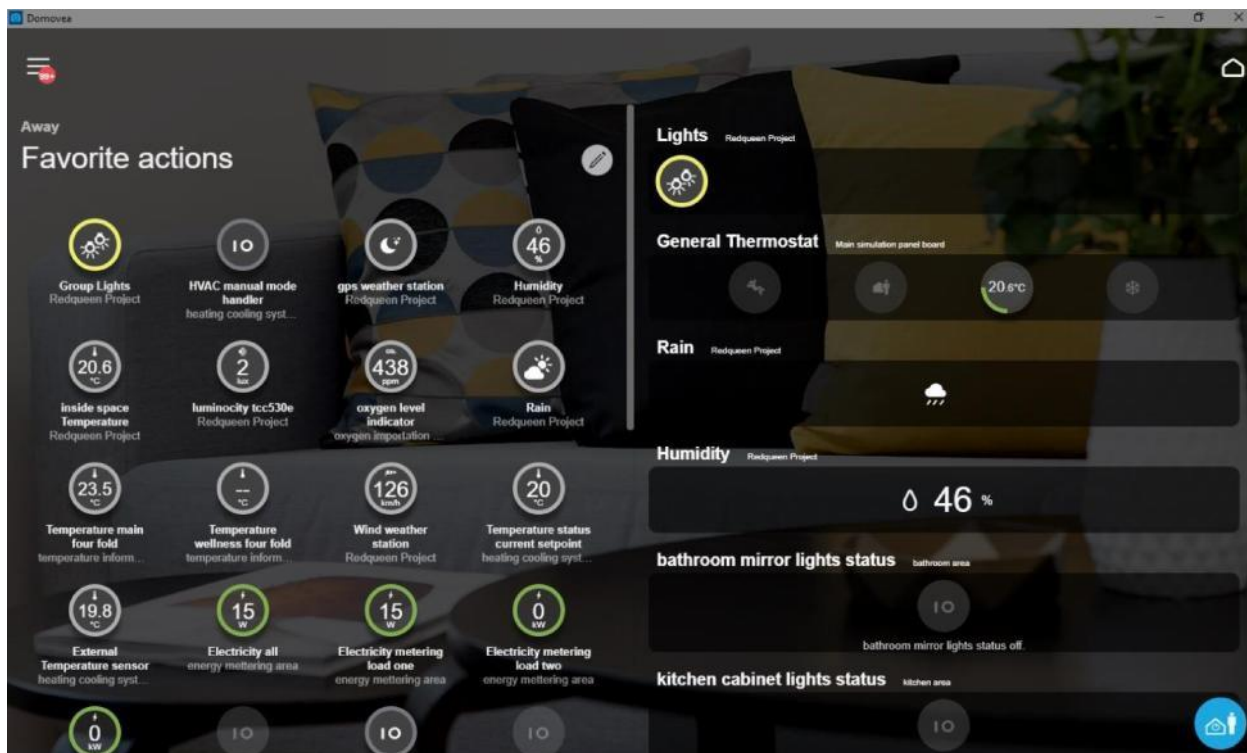 Domovea
99+
Away
Favorite actions
Group Lights
Redqueen Project
IO
HVAC manual mode
handler
heating cooling syst...
gps weather station
Redqueen Project
46
%
Humidity
Redqueen Project
20.6
°C
inside space
Temperature
Redqueen Project
2
lux
luminocity tcc530e
Redqueen Project
438
ppm
oxygen level
indicator
oxygen importation ...
Rain
Redqueen Project
23.5
°C
Temperature main
four fold
temperature inform...
--
°C
Temperature
wellness four fold
temperature inform...
126
km/h
Wind weather
station
Redqueen Project
20
°C
Temperature status
current setpoint
heating cooling syst...
19.8
°C
External
Temperature sensor
heating cooling syst...
15
W
Electricity all
energy mettering area
15
W
Electricity metering
load one
energy mettering area
0
kW
Electricity metering
load two
energy mettering area
0
kW
IO
IO
IO
Lights Redqueen Project
General Thermostat Main simulation panel board
20.6°C
Rain Redqueen Project
Humidity Redqueen Project
46 %
bathroom mirror lights status bathroom area
IO
bathroom mirror lights status off.
kitchen cabinet lights status kitchen area
IO